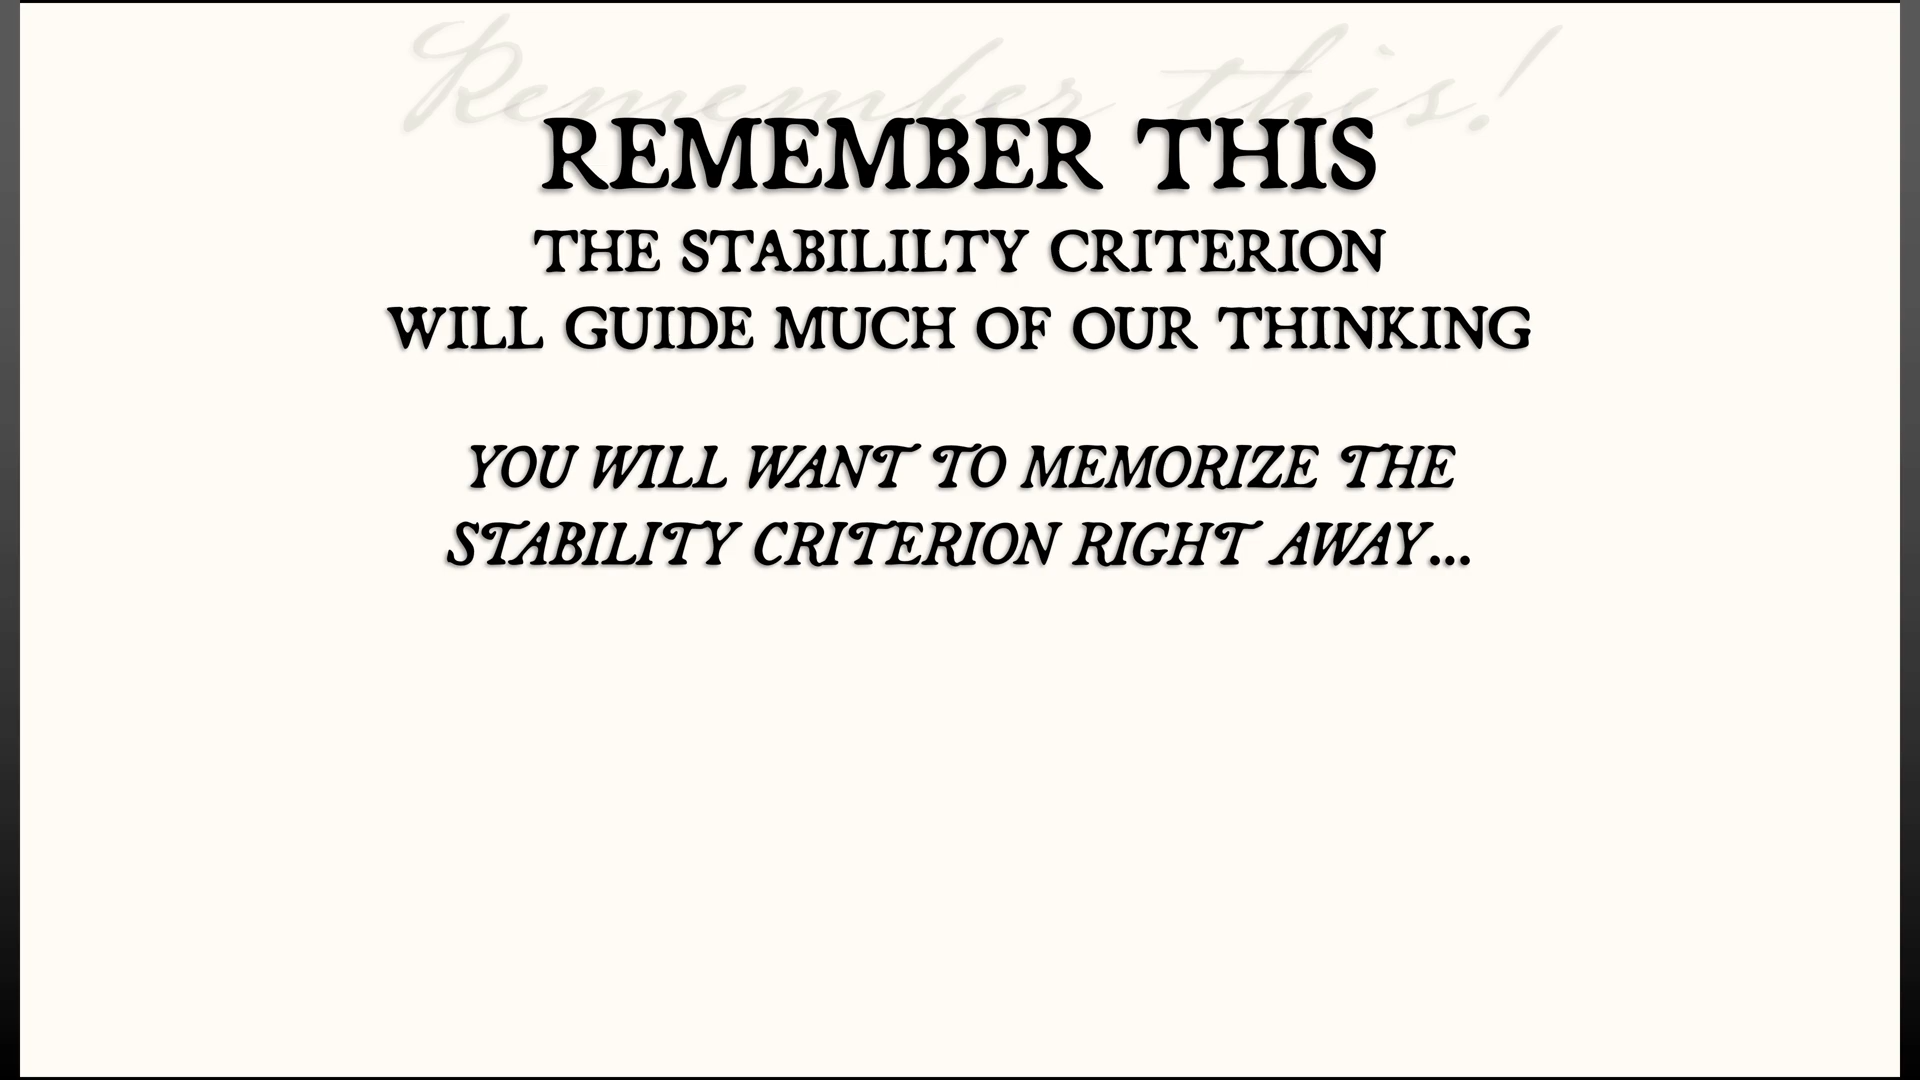 Remember this!
REMEMBER THIS
THE STABILILTY CRITERION
WILL GUIDE MUCH OF OUR THINKING
YOU WILL WANT TO MEMORIZE THE
STABILITY CRITERION RIGHT AWAY...